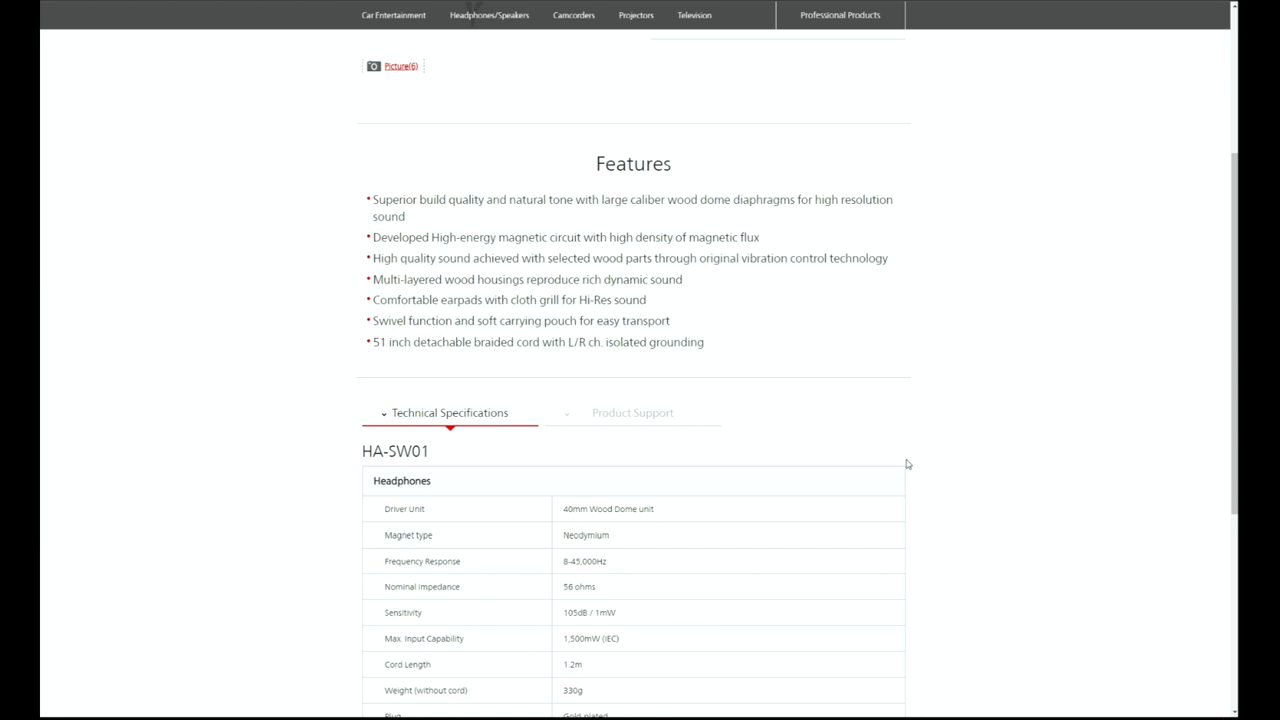 Car Entertainment Headphones/Speakers Camcorders Projectors Television Professional Products
Picture(6)
Features
Superior build quality and natural tone with large caliber wood dome diaphragms for high resolution
sound
Developed High-energy magnetic circuit with high density of magnetic flux
High quality sound achieved with selected wood parts through original vibration control technology
Multi-layered wood housings reproduce rich dynamic sound
Comfortable earpads with cloth grill for Hi-Res sound
Swivel function and soft carrying pouch for easy transport
51 inch detachable braided cord with L/R ch. isolated grounding
Technical Specifications Product Support
HA-SW01
Headphones
Driver Unit 40mm Wood Dome unit
Magnet type Neodymium
Frequency Response 8-45,000Hz
Nominal Impedance 56 ohms
Sensitivity 105dB / 1mW
Max. Input Capability 1,500mW (IEC)
Cord Length 1.2m
Weight (without cord) 330g
Plug Gold-plated